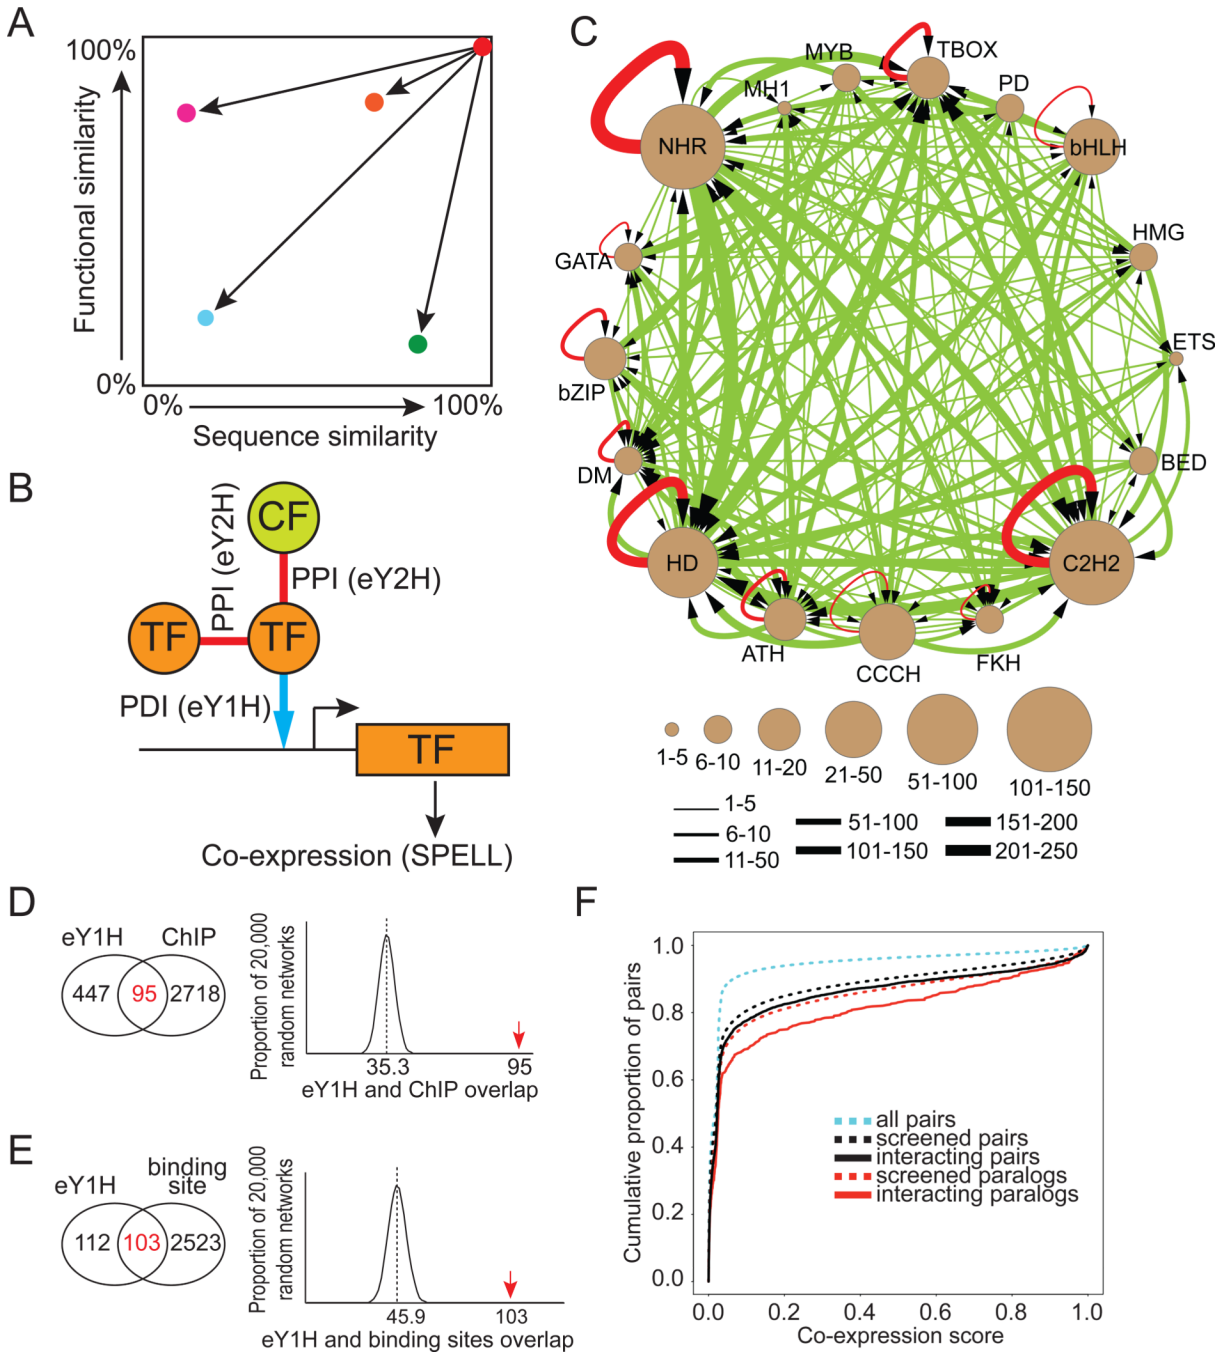 A
100%
Functional similarity
0%
0%
100%
Sequence similarity
B
CF
PPI (eY2H)
PPI (eY2H)
TF
TF
PDI (eY1H)
TF
Co-expression (SPELL)
C
MYB
TBOX
MH1
PD
NHR
bHLH
GATA
HMG
bZIP
ETS
DM
BED
HD
C2H2
ATH
CCCH
FKH
1-5
6-10
11-20
21-50
51-100
101-150
1-5
6-10
11-50
51-100
101-150
151-200
201-250
D
eY1H
ChIP
447
95
2718
Proportion of 20,000
random networks
35.3
95
eY1H and ChIP overlap
E
eY1H
binding
site
112
103
2523
Proportion of 20,000
random networks
45.9
103
eY1H and binding sites overlap
F
Cumulative proportion of pairs
1.0
0.8
0.6
0.4
0.2
0.0
all pairs
screened pairs
interacting pairs
screened paralogs
interacting paralogs
0.0
0.2
0.4
0.6
0.8
1.0
Co-expression score